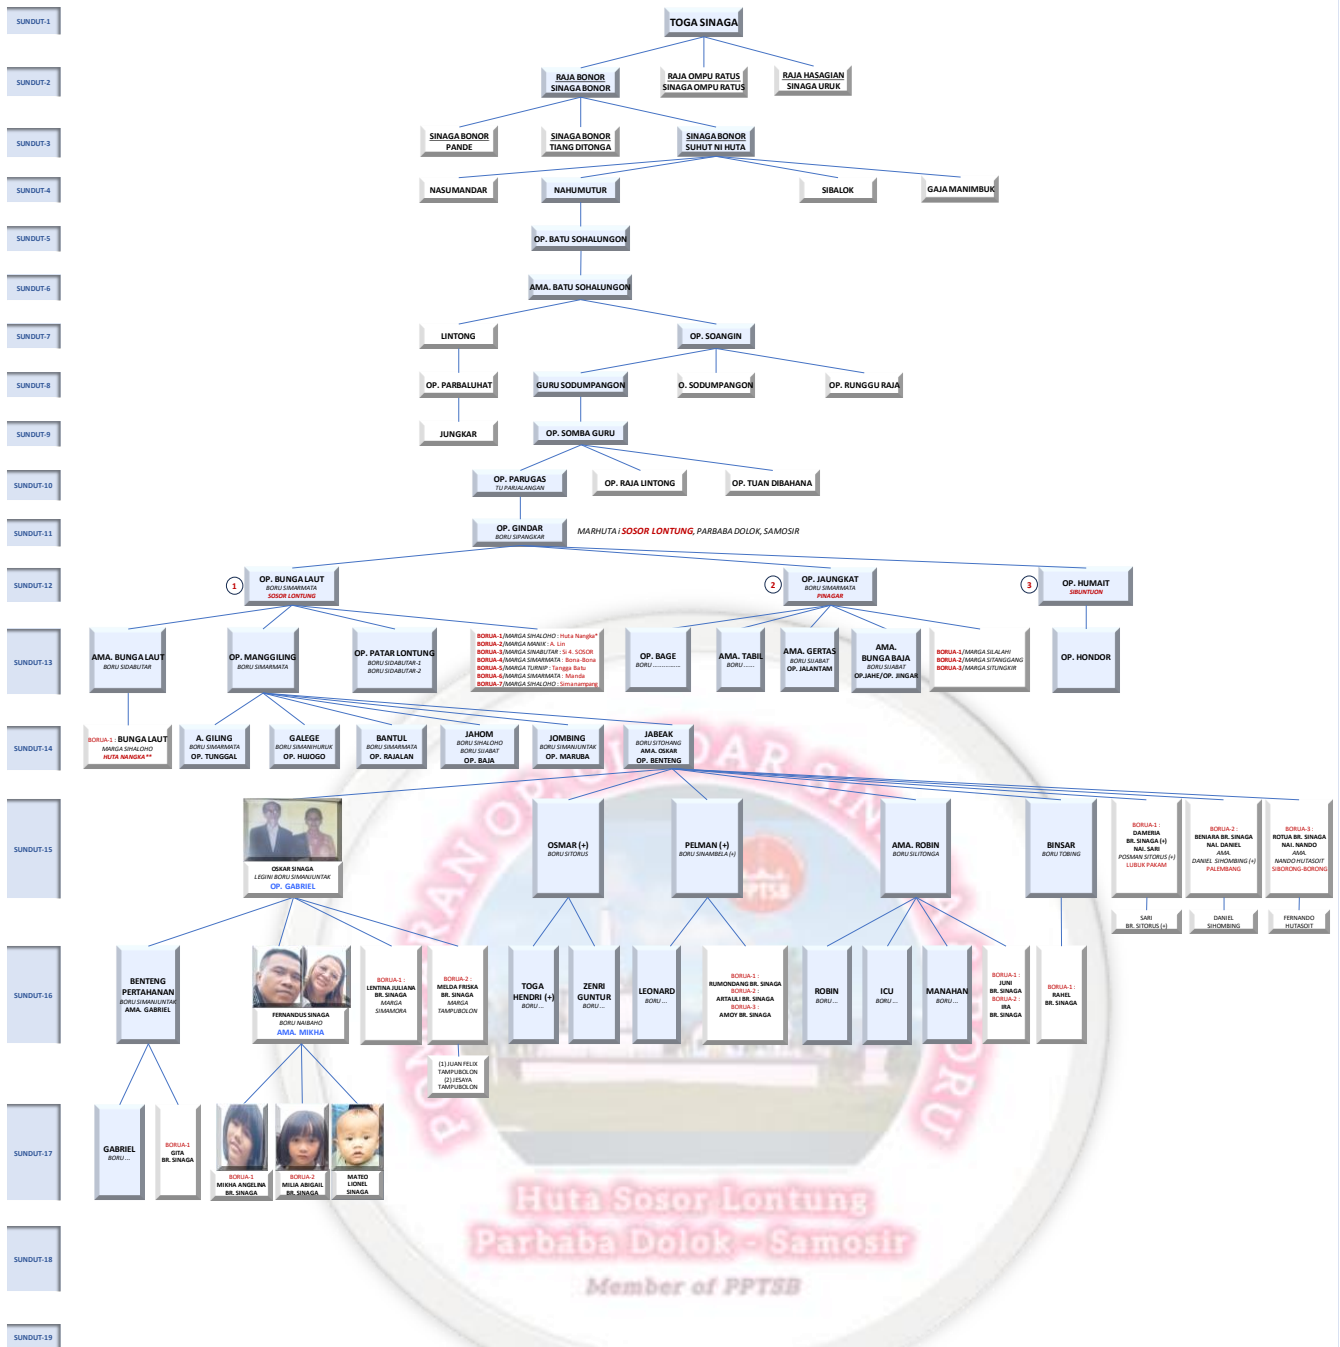 SUNDUT-1
TOGA SINAGA
SUNDUT-2
RAJA BONOR
SINAGA BONOR
RAJA OMPU RATUS
SINAGA OMPU RATUS
RAJA HASAGIAN
SINAGA URUK
SUNDUT-3
SINAGA BONOR
PANDE
SINAGA BONOR
TIANG DITONGA
SINAGA BONOR
SUHUT NI HUTA
SUNDUT-4
NASUMANDAR
NAHUMUTUR
SIBALOK
GAJA MANIMBUK
SUNDUT-5
OP. BATU SOHALUNGON
SUNDUT-6
AMA. BATU SOHALUNGON
SUNDUT-7
LINTONG
OP. SOANGIN
SUNDUT-8
OP. PARBALUHAT
GURU SODUMPANGON
O. SODUMPANGON
OP. RUNGGU RAJA
SUNDUT-9
JUNGKAR
OP. SOMBA GURU
SUNDUT-10
OP. PARUGAS
TU PARJALANGAN
OP. RAJA LINTONG
OP. TUAN DIBAHANA
SUNDUT-11
OP. GINDAR
BORU SIPANGKAR
MARHUTA i SOSOR LONTUNG, PARBABA DOLOK, SAMOSIR
SUNDUT-12
1
OP. BUNGA LAUT
BORU SIMARMATA
SOSOR LONTUNG
2
OP. JAUNGKAT
BORU SIMARMATA
PINAGAR
3
OP. HUMAIT
SIBUNTUON
SUNDUT-13
AMA. BUNGA LAUT
BORU SIDABUTAR
OP. MANGGILING
BORU SIMARMATA
OP. PATAR LONTUNG
BORU SIDABUTAR-1
BORU SIDABUTAR-2
BORUA-1/MARGA SIHALOHO : Huta Nangka*
BORUA-2/MARGA MANIK : A. Lin
BORUA-3/MARGA SINABUTAR : Si 4. SOSOR
BORUA-4/MARGA SIMARMATA : Bona-Bona
BORUA-5/MARGA TURNIP : Tangga Batu
BORUA-6/MARGA SIMARMATA : Manda
BORUA-7/MARGA SIHALOHO : Simanampang
OP. BAGE
BORU ................
AMA. TABIL
BORU .......
AMA. GERTAS
BORU SIJABAT
OP. JALANTAM
AMA.
BUNGA BAJA
BORU SIJABAT
OP.JAHE/OP. JINGAR
BORUA-1/MARGA SILALAHI
BORUA-2/MARGA SITANGGANG
BORUA-3/MARGA SITUNGKIR
OP. HONDOR
SUNDUT-14
BORUA-1 : BUNGA LAUT
MARGA SIHALOHO
HUTA NANGKA**
A. GILING
BORU SIMARMATA
OP. TUNGGAL
GALEGE
BORU SIMANIHURUK
OP. HUJOGO
BANTUL
BORU SIMARMATA
OP. RAJALAN
JAHOM
BORU SIHALOHO
BORU SIJABAT
OP. BAJA
JOMBING
BORU SIMANJUNTAK
OP. MARUBA
JABEAK
BORU SITOHANG
AMA. OSKAR
OP. BENTENG
SUNDUT-15
OSKAR SINAGA
LEGINI BORU SIMANJUNTAK
OP. GABRIEL
OSMAR (+)
BORU SITORUS
PELMAN (+)
BORU SINAMBELA (+)
AMA. ROBIN
BORU SILITONGA
BINSAR
BORU TOBING
BORUA-1 :
DAMERIA
BR. SINAGA (+)
NAI. SARI
POSMAN SITORUS (+)
LUBUK PAKAM
BORUA-2 :
BENIARA BR. SINAGA
NAI. DANIEL
AMA.
DANIEL SIHOMBING (+)
PALEMBANG
BORUA-3 :
ROTUA BR. SINAGA
NAI. NANDO
AMA.
NANDO HUTASOIT
SIBORONG-BORONG
SARI
BR. SITORUS (+)
DANIEL
SIHOMBING
FERNANDO
HUTASOIT
SUNDUT-16
BENTENG
PERTAHANAN
BORU SIMANJUNTAK
AMA. GABRIEL
FERNANDUS SINAGA
BORU NAIBAHO
AMA. MIKHA
BORUA-1 :
LENTINA JULIANA
BR. SINAGA
MARGA
SIMAMORA
BORUA-2 :
MELDA FRISKA
BR. SINAGA
MARGA
TAMPUBOLON
TOGA
HENDRI (+)
BORU ...
ZENRI
GUNTUR
BORU ...
LEONARD
BORU ...
BORUA-1 :
RUMONDANG BR. SINAGA
BORUA-2 :
ARTAULI BR. SINAGA
BORUA-3 :
AMOY BR. SINAGA
ROBIN
BORU ...
ICU
BORU ...
MANAHAN
BORU ...
BORUA-1 :
JUNI
BR. SINAGA
BORUA-2 :
IRA
BR. SINAGA
BORUA-1 :
RAHEL
BR. SINAGA
(1) JUAN FELIX
TAMPUBOLON
(2) JESAYA
TAMPUBOLON
SUNDUT-17
GABRIEL
BORU ...
BORUA-1
GITA
BR. SINAGA
BORUA-1
MIKHA ANGELINA
BR. SINAGA
BORUA-2
MILIA ABIGAIL
BR. SINAGA
MATEO
LIONEL
SINAGA
SUNDUT-18
SUNDUT-19
PPTSB
Huta Sosor Lontung
Parbaba Dolok - Samosir
Member of PPTSB